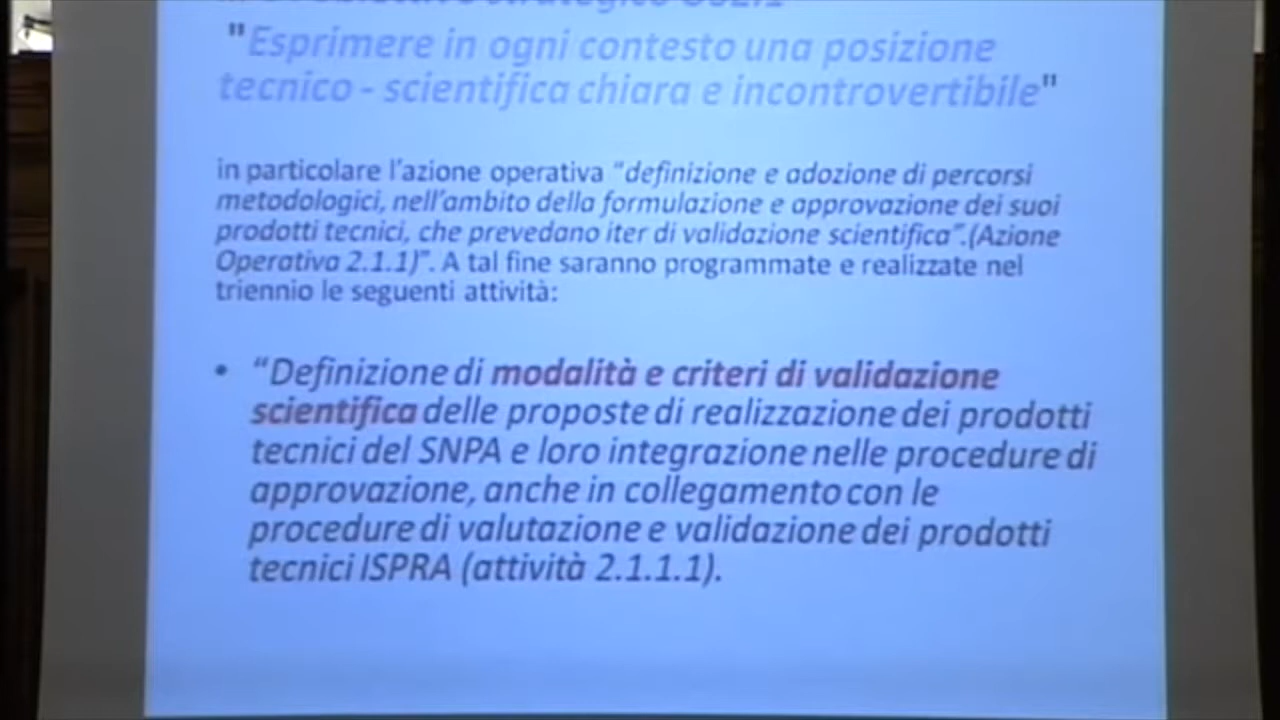 "Esprimere in ogni contesto una posizione
tecnico - scientifica chiara e incontrovertibile"
in particolare l'azione operativa "definizione e adozione di percorsi
metodologici, nell'ambito della formulazione e approvazione dei suoi
prodotti tecnici, che prevedano iter di validazione scientifica".(Azione
Operativa 2.1.1)". A tal fine saranno programmate e realizzate nel
triennio le seguenti attività:
• "Definizione di modalità e criteri di validazione
scientifica delle proposte di realizzazione dei prodotti
tecnici del SNPA e loro integrazione nelle procedure di
approvazione, anche in collegamento con le
procedure di valutazione e validazione dei prodotti
tecnici ISPRA (attività 2.1.1.1).